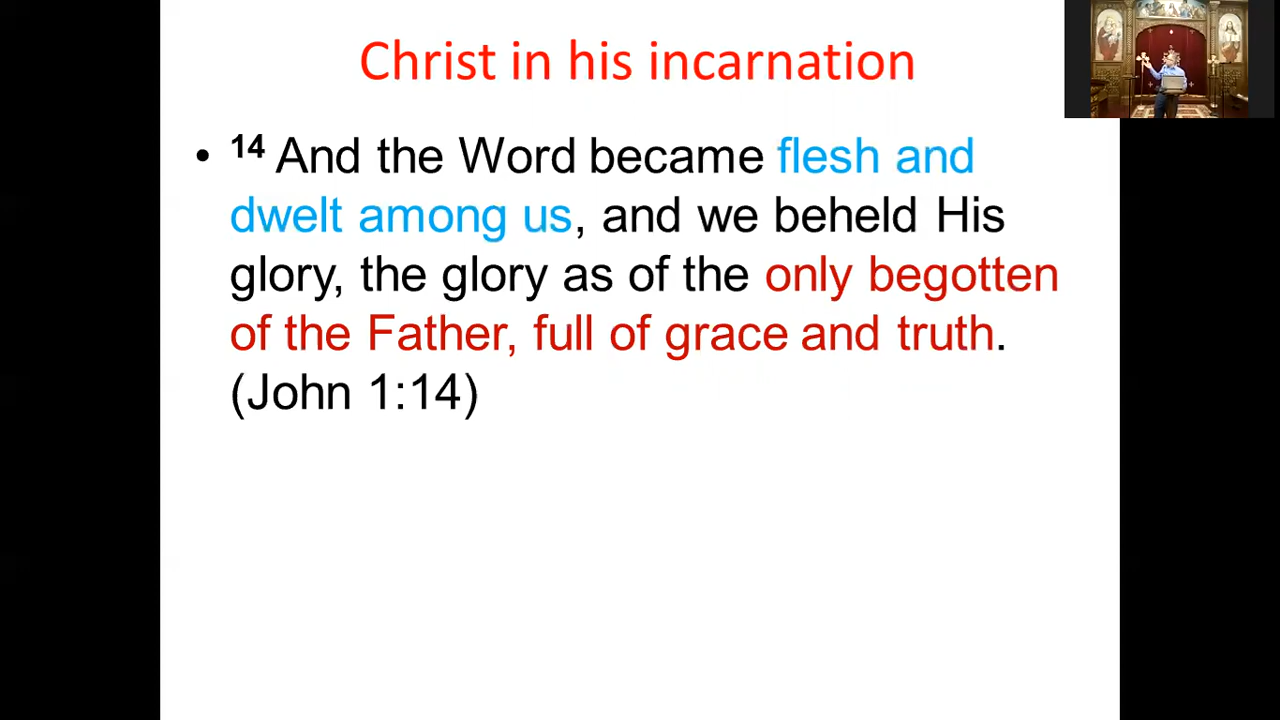 Christ in his incarnation
• 14 And the Word became flesh and
dwelt among us, and we beheld His
glory, the glory as of the only begotten
of the Father, full of grace and truth.
(John 1:14)